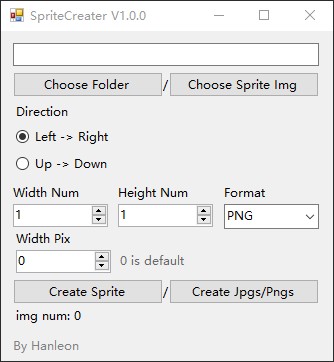 SpriteCreater V1.0.0
Choose Folder / Choose Sprite Img
Direction
Left -> Right
Up -> Down
Width Num Height Num Format
1 1 PNG
Width Pix
0 0 is default
Create Sprite / Create Jpgs/Pngs
img num: 0
By Hanleon